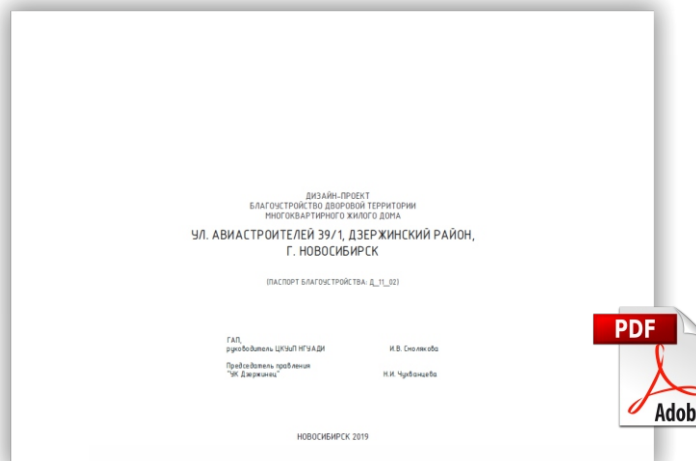 ДИЗАЙН-ПРОЕКТ
БЛАГОУСТРОЙСТВО ДВОРОВОЙ ТЕРРИТОРИИ
МНОГОКВАРТИРНОГО ЖИЛОГО ДОМА
УЛ. АВИАСТРОИТЕЛЕЙ 39/1, ДЗЕРЖИНСКИЙ РАЙОН,
Г. НОВОСИБИРСК
(ПАСПОРТ БЛАГОУСТРОЙСТВА: Д_11_02)
ГАП,
руководитель ЦКУиП НГУАДИ И.В. Смолякова
Председатель правления
"УК Дзержинец" Н.И. Чувванцева
НОВОСИБИРСК 2019
PDF
Adob